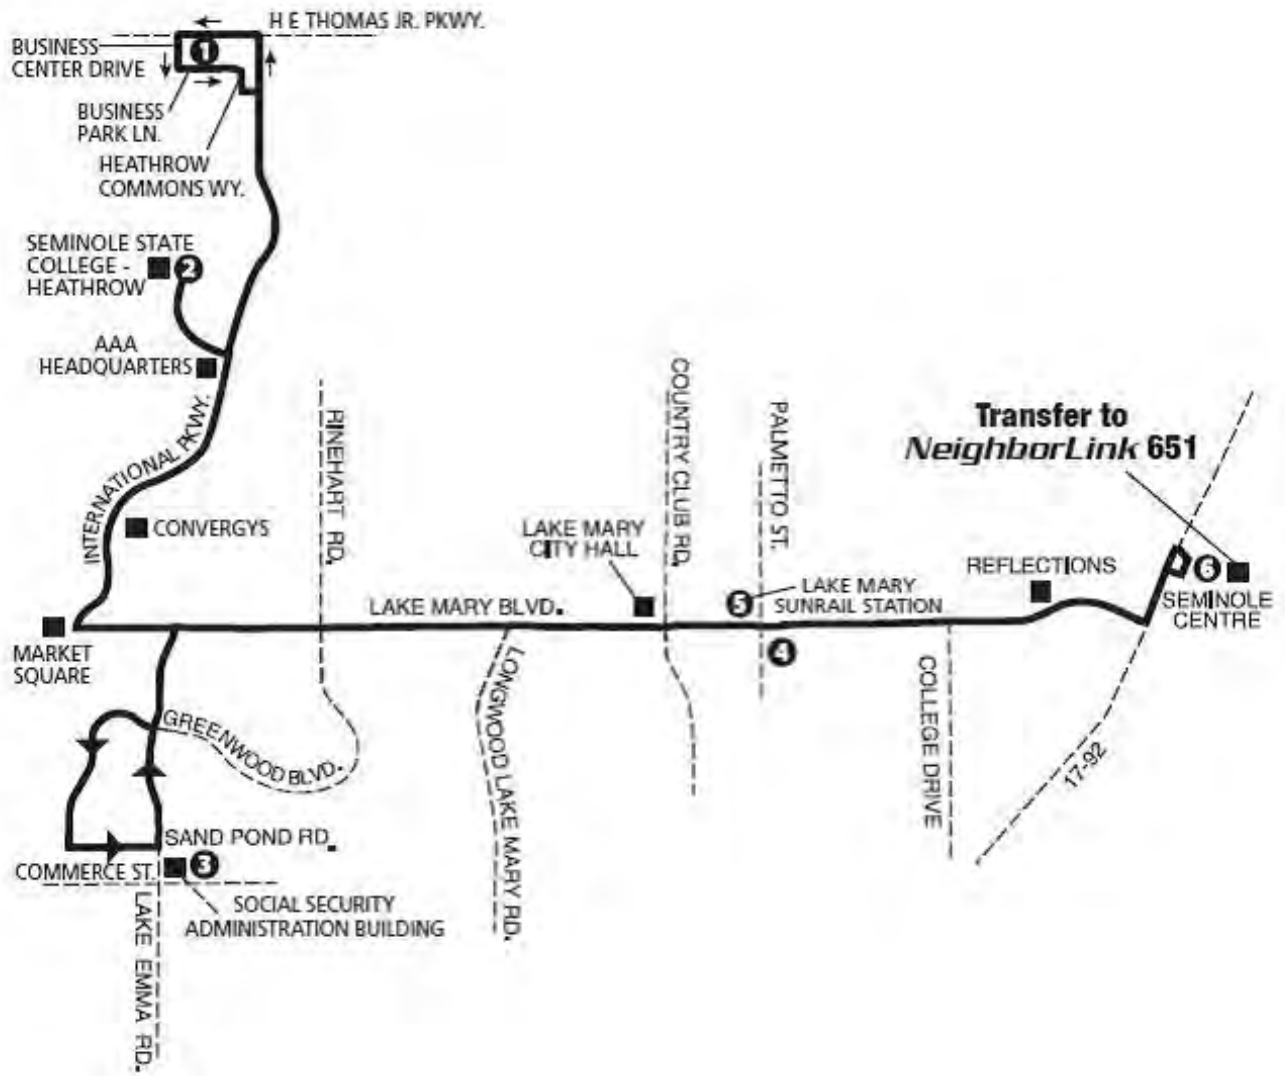 H E THOMAS JR. PKWY.
BUSINESS
CENTER DRIVE
1
BUSINESS
PARK LN.
HEATHROW
COMMONS WY.
SEMINOLE STATE
COLLEGE -
HEATHROW
2
AAA
HEADQUARTERS
INTERNATIONAL PKWY.
CONVERGYS
RINEHART RD.
COUNTRY CLUB RD.
PALMETTO ST.
Transfer to
NeighborLink 651
LAKE MARY
CITY HALL
LAKE MARY BLVD.
5
LAKE MARY
SUNRAIL STATION
4
REFLECTIONS
6
SEMINOLE
CENTRE
MARKET
SQUARE
GREENWOOD BLVD.
LONGWOOD LAKE MARY RD.
COLLEGE DRIVE
17-92
SAND POND RD.
COMMERCE ST.
3
SOCIAL SECURITY
ADMINISTRATION BUILDING
LAKE EMMA RD.